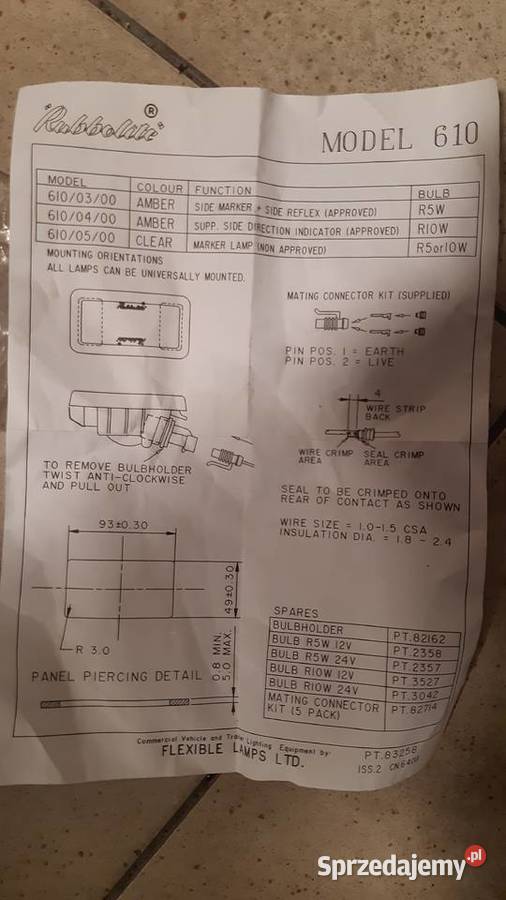 "Rubbolite" ®
MODEL 610
MODEL COLOUR FUNCTION BULB
610/03/00 AMBER SIDE MARKER + SIDE REFLEX (APPROVED) R5W
610/04/00 AMBER SUPP. SIDE DIRECTION INDICATOR (APPROVED) R10W
610/05/00 CLEAR MARKER LAMP (NON APPROVED) R5or10W
MOUNTING ORIENTATIONS
ALL LAMPS CAN BE UNIVERSALLY MOUNTED.
MATING CONNECTOR KIT (SUPPLIED)
PIN POS. 1 = EARTH
PIN POS. 2 = LIVE
4
WIRE STRIP
BACK
WIRE CRIMP
AREA
SEAL CRIMP
AREA
TO REMOVE BULBHOLDER
TWIST ANTI-CLOCKWISE
AND PULL OUT
SEAL TO BE CRIMPED ONTO
REAR OF CONTACT AS SHOWN
WIRE SIZE = 1.0-1.5 CSA
INSULATION DIA. = 1.8 - 2.4
93±0.30
49±0.30
R 3.0
0.8 MIN.
5.0 MAX.
PANEL PIERCING DETAIL
SPARES
BULBHOLDER PT.82162
BULB R5W 12V PT.2358
BULB R5W 24V PT.2357
BULB R10W 12V PT.3527
BULB R10W 24V PT.3042
MATING CONNECTOR
KIT (5 PACK) PT.82714
Commercial Vehicle and Trailer Lighting Equipment by:
FLEXIBLE LAMPS LTD.
PT.83258
ISS.2
Sprzedajemy.pl